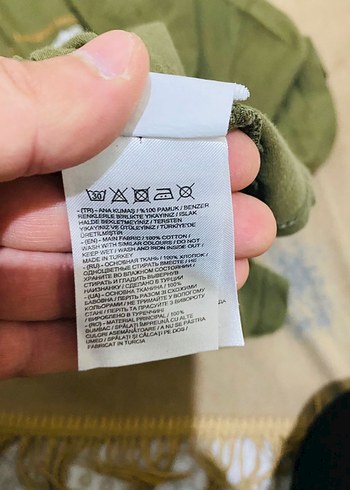 - (TR) - ANA KUMAŞ / %100 PAMUK / BENZER
RENKLERLE BİRLİKTE YIKAYINIZ / ISLAK
HALDE BEKLETMEYİNİZ / TERSTEN
YIKAYINIZ VE ÜTÜLEYİNİZ / TÜRKİYE'DE
ÜRETİLMİŞTİR.
- (EN) - MAIN FABRIC / 100% COTTON /
WASH WITH SIMILAR COLOURS / DO NOT
KEEP WET / WASH AND IRON INSIDE OUT /
MADE IN TURKEY
- (RU) - ОСНОВНАЯ ТКАНЬ / 100% ХЛОПОК /
ОДНОЦВЕТНЫЕ СТИРАТЬ ВМЕСТЕ / НЕ
ХРАНИТЕ ВО ВЛАЖНОМ СОСТОЯНИИ /
СТИРАТЬ И ГЛАДИТЬ ВЫВЕРНУВ
НАИЗНАНКУ / СДЕЛАНО В ТУРЦИИ
- (UA) - ОСНОВНА ТКАНИНА / 100%
БАВОВНА / ПЕРІТЬ РАЗОМ ЗІ СХОЖИМИ
КОЛЬОРАМИ / НЕ ТРИМАЙТЕ У ВОЛОГОМУ
СТАНІ / ПЕРІТЬ ТА ПРАСУЙТЕ З ВИВОРОТУ
/ ВИГОТОВЛЕНО В ТУРЕЧЧИНІ
- (RO) - MATERIAL PRINCIPAL / 100%
BUMBAC / SPĂLAȚI ÎMPREUNĂ CU ALTE
CULORI ASEMĂNĂTOARE / A NU SE PĂSTRA
UMED / SPĂLAȚI ȘI CĂLCAȚI PE DOS /
FABRICAT IN TURCIA